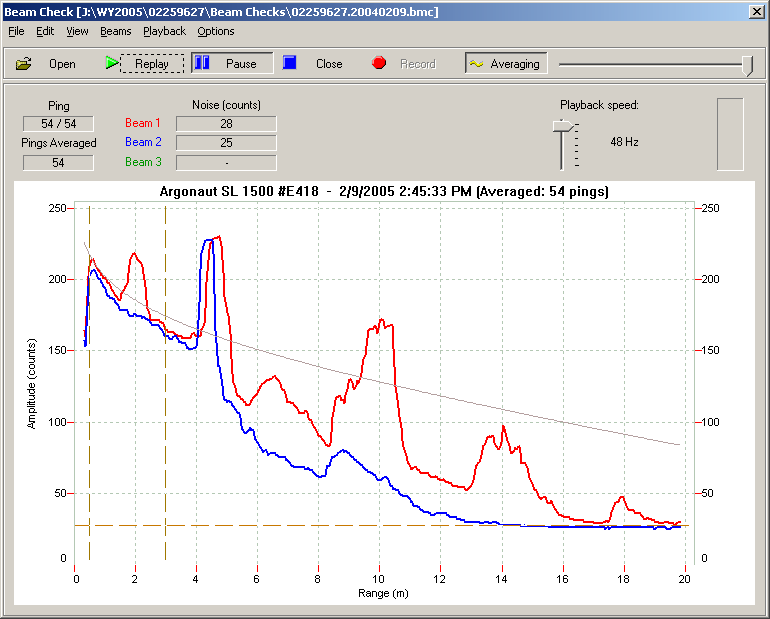 Beam Check [J:\WY2005\02259627\Beam Checks\02259627.20040209.bmc]
File Edit View Beams Playback Options
Open Replay Pause Close Record Averaging
Ping
54 / 54
Pings Averaged
54
Noise (counts)
Beam 1 28
Beam 2 25
Beam 3 -
Playback speed:
48 Hz
Argonaut SL 1500 #E418 - 2/9/2005 2:45:33 PM (Averaged: 54 pings)
Amplitude (counts)
250 250
200 200
150 150
100 100
50 50
0 0
0 2 4 6 8 10 12 14 16 18 20
Range (m)